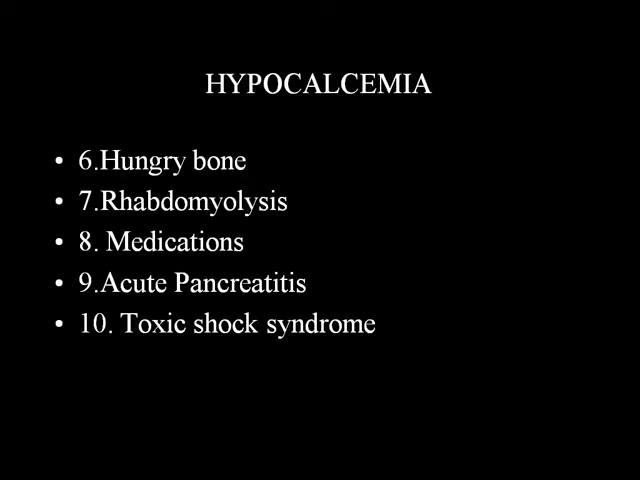 HYPOCALCEMIA
• 6.Hungry bone
• 7.Rhabdomyolysis
• 8. Medications
• 9.Acute Pancreatitis
• 10. Toxic shock syndrome